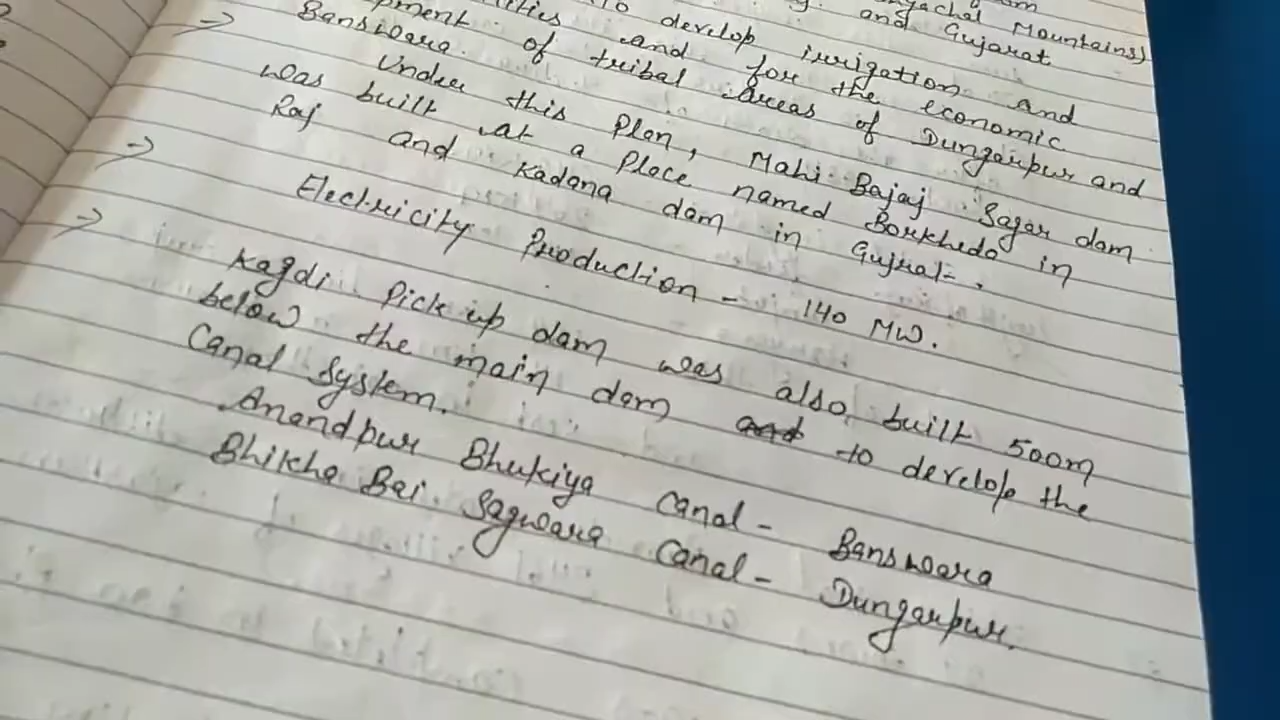 Mountains)
and Gujarat
to develop irrigation and
and for the economic
of tribal areas of Dungarpur and
Banswara.
Under this Plan, Mahi Bajaj Sagar dam
was built at a place named Borkheda in
Raj and Kadana dam in Gujrat.
→ Electricity Production - 140 MW.
→ Kagdi Pick up dam was also built 500m
below the main dam and to develop the
Canal System.
Anandpur Bhukiya Canal - Banswara
Bhikha Bai Sagwara Canal - Dungarpur.